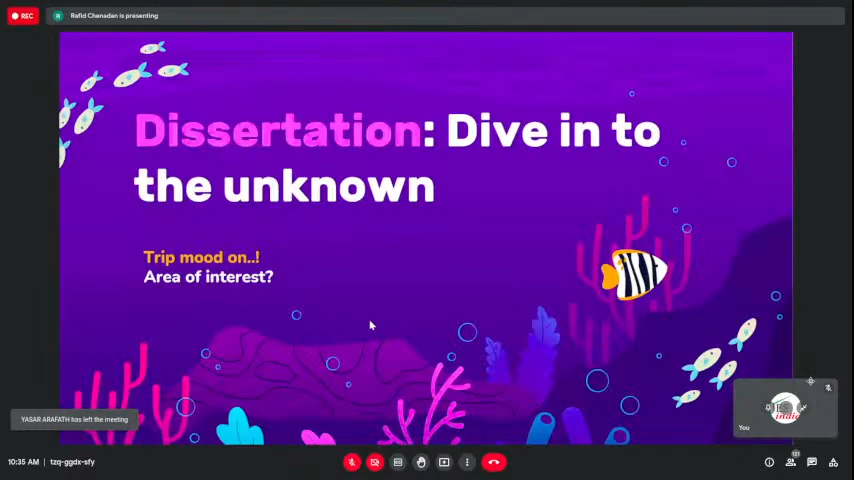 REC
R Rafid Chenadan is presenting
Dissertation: Dive in to
the unknown
Trip mood on..!
Area of interest?
YASAR ARAFATH has left the meeting
You
10:35 AM | tzq-ggdx-sfy
121